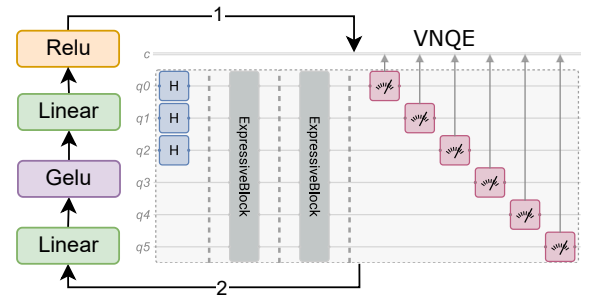 1
VNQE
Relu
Linear
Gelu
Linear
c
q0 H
q1 H
q2 H
q3
q4
q5
ExpressiveBlock
ExpressiveBlock
2